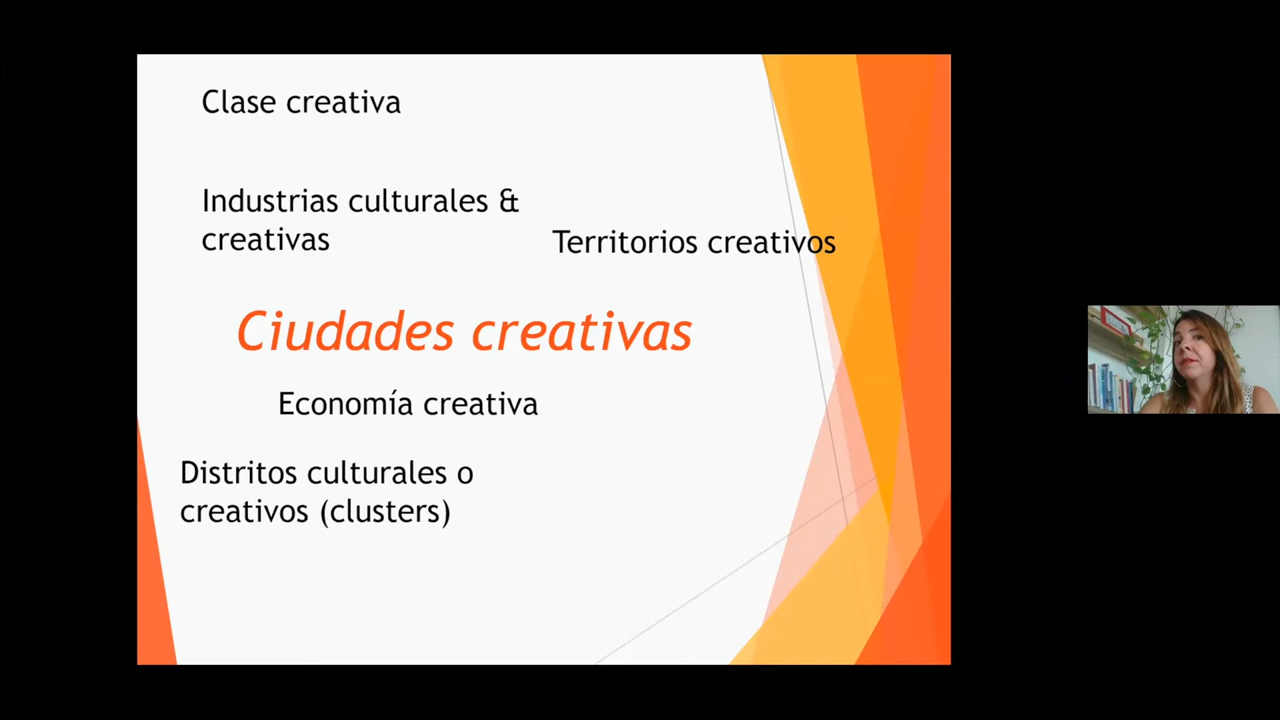 Clase creativa
Industrias culturales &
creativas
Territorios creativos
Ciudades creativas
Economía creativa
Distritos culturales o
creativos (clusters)